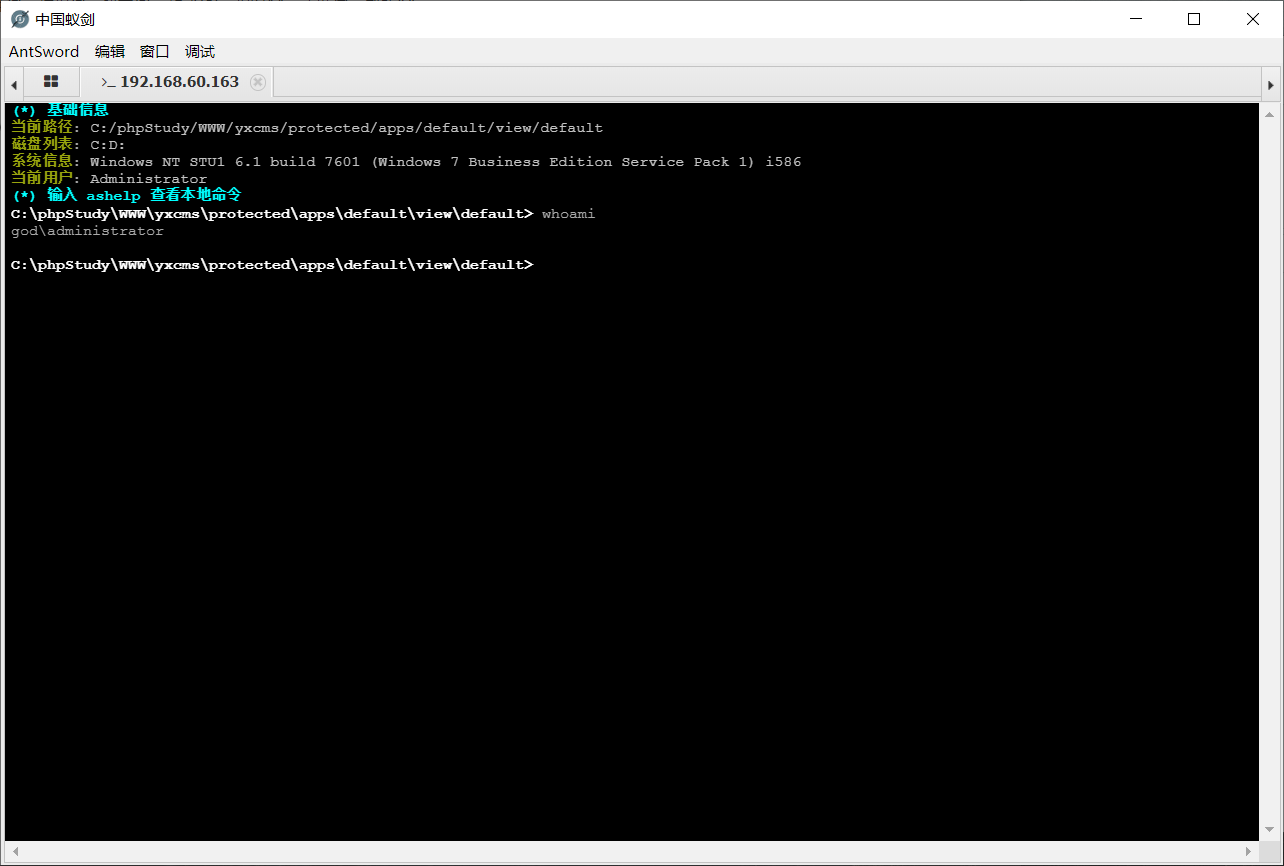 中国蚁剑
AntSword 编辑 窗口 调试
>_ 192.168.60.163
(*) 基础信息
当前路径: C:/phpStudy/WWW/yxcms/protected/apps/default/view/default
磁盘列表: C:D:
系统信息: Windows NT STU1 6.1 build 7601 (Windows 7 Business Edition Service Pack 1) i586
当前用户: Administrator
(*) 输入 ashelp 查看本地命令
C:\phpStudy\WWW\yxcms\protected\apps\default\view\default> whoami
god\administrator
C:\phpStudy\WWW\yxcms\protected\apps\default\view\default>